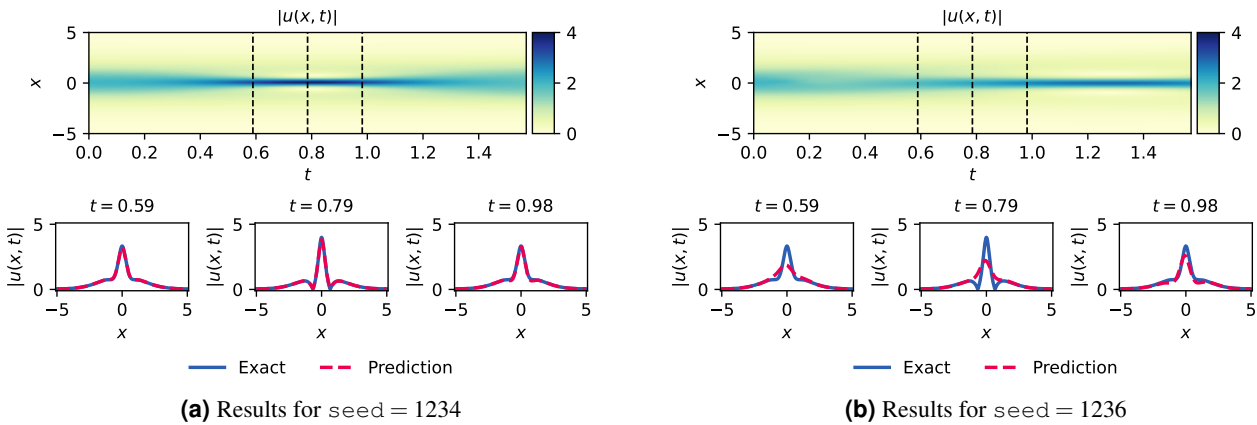 |u(x, t)|
5
0
−5
x
0.0 0.2 0.4 0.6 0.8 1.0 1.2 1.4
t
4
2
0
t = 0.59
t = 0.79
t = 0.98
|u(x, t)|
5
0
−5 0 5
x
|u(x, t)|
5
0
−5 0 5
x
|u(x, t)|
5
0
−5 0 5
x
Exact
Prediction
(a) Results for seed = 1234
|u(x, t)|
5
0
−5
x
0.0 0.2 0.4 0.6 0.8 1.0 1.2 1.4
t
4
2
0
t = 0.59
t = 0.79
t = 0.98
|u(x, t)|
5
0
−5 0 5
x
|u(x, t)|
5
0
−5 0 5
x
|u(x, t)|
5
0
−5 0 5
x
Exact
Prediction
(b) Results for seed = 1236